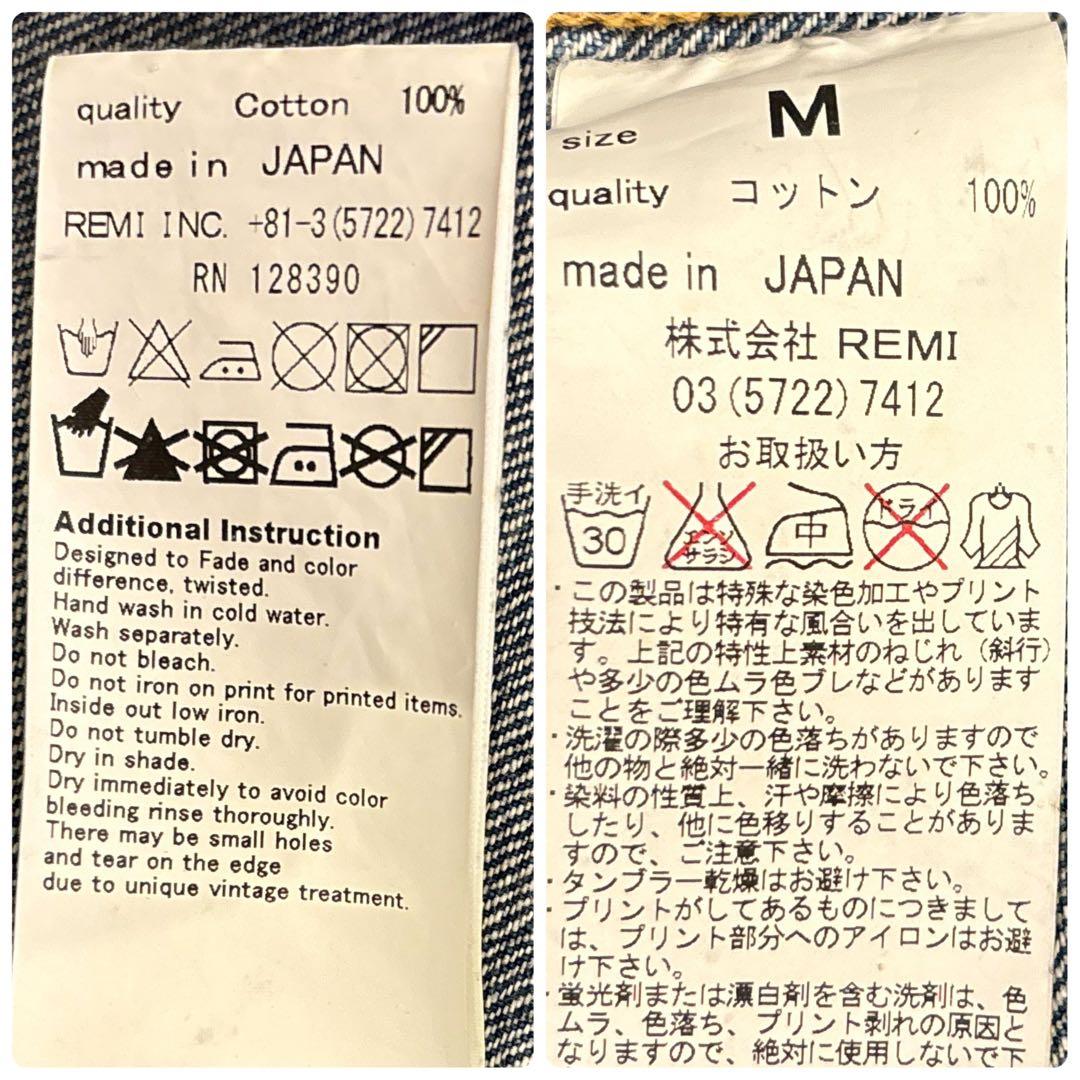 quality Cotton 100%
made in JAPAN
REMI INC. +81-3(5722)7412
RN 128390
Additional Instruction
Designed to Fade and color
difference, twisted.
Hand wash in cold water.
Wash separately.
Do not bleach.
Do not iron on print for printed items.
Inside out low iron.
Do not tumble dry.
Dry in shade.
Dry immediately to avoid color
bleeding rinse thoroughly.
There may be small holes
and tear on the edge
due to unique vintage treatment.
size M
quality コットン 100%
made in JAPAN
株式会社 REMI
03(5722)7412
お取扱い方
手洗イ 30 エンソ サラシ 中 ドライ
・この製品は特殊な染色加工やプリント
技法により特有な風合いを出していま
す。上記の特性上素材のねじれ（斜行）
や多少の色ムラ色ブレなどがあります
ことをご理解下さい。
・洗濯の際多少の色落ちがありますので
他の物と絶対一緒に洗わないで下さい。
・染料の性質上、汗や摩擦により色落ち
したり、他に色移りすることがありま
すので、ご注意下さい。
・タンブラー乾燥はお避け下さい。
・プリントがしてあるものにつきまして
は、プリント部分へのアイロンはお避
け下さい。
・蛍光剤または漂白剤を含む洗剤は、色
ムラ、色落ち、プリント剥れの原因と
なりますので、絶対に使用しないで下